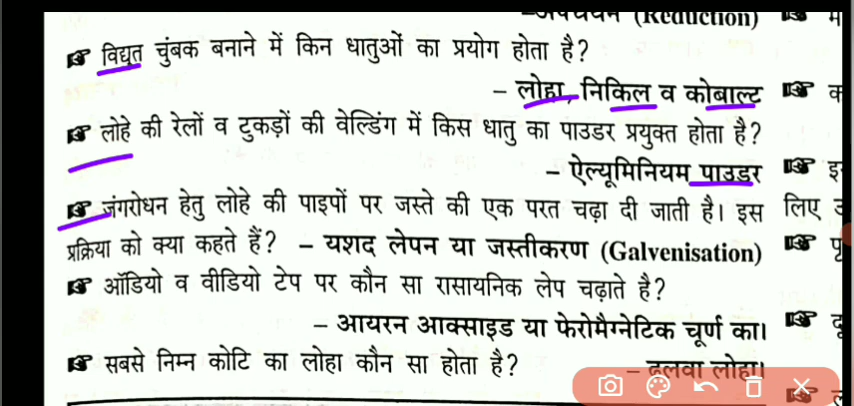 (Reduction)
☞ विद्युत चुंबक बनाने में किन धातुओं का प्रयोग होता है?
– लोहा, निकिल व कोबाल्ट
☞ लोहे की रेलों व टुकड़ों की वेल्डिंग में किस धातु का पाउडर प्रयुक्त होता है?
– ऐल्यूमिनियम पाउडर
☞ जंगरोधन हेतु लोहे की पाइपों पर जस्ते की एक परत चढ़ा दी जाती है। इस
प्रक्रिया को क्या कहते हैं? – यशद लेपन या जस्तीकरण (Galvenisation)
☞ ऑडियो व वीडियो टेप पर कौन सा रासायनिक लेप चढ़ाते है?
– आयरन आक्साइड या फेरोमैग्नेटिक चूर्ण का।
☞ सबसे निम्न कोटि का लोहा कौन सा होता है? – ढलवा लोहा।
लिए